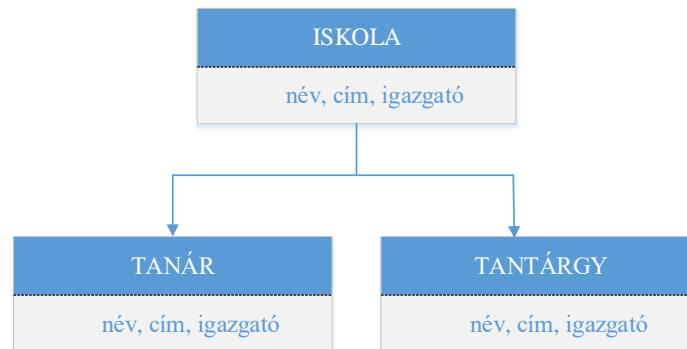 ISKOLA
név, cím, igazgató
TANÁR
név, cím, igazgató
TANTÁRGY
név, cím, igazgató